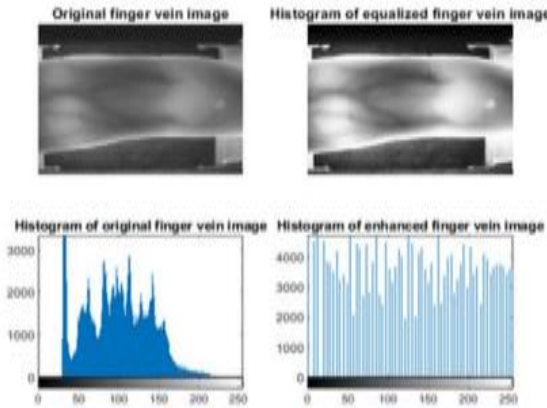 Original finger vein image
Histogram of equalized finger vein image
Histogram of original finger vein image
3000
2000
1000
0
0 50 100 150 200 250
Histogram of enhanced finger vein image
4000
3000
2000
1000
0
0 50 100 150 200 250